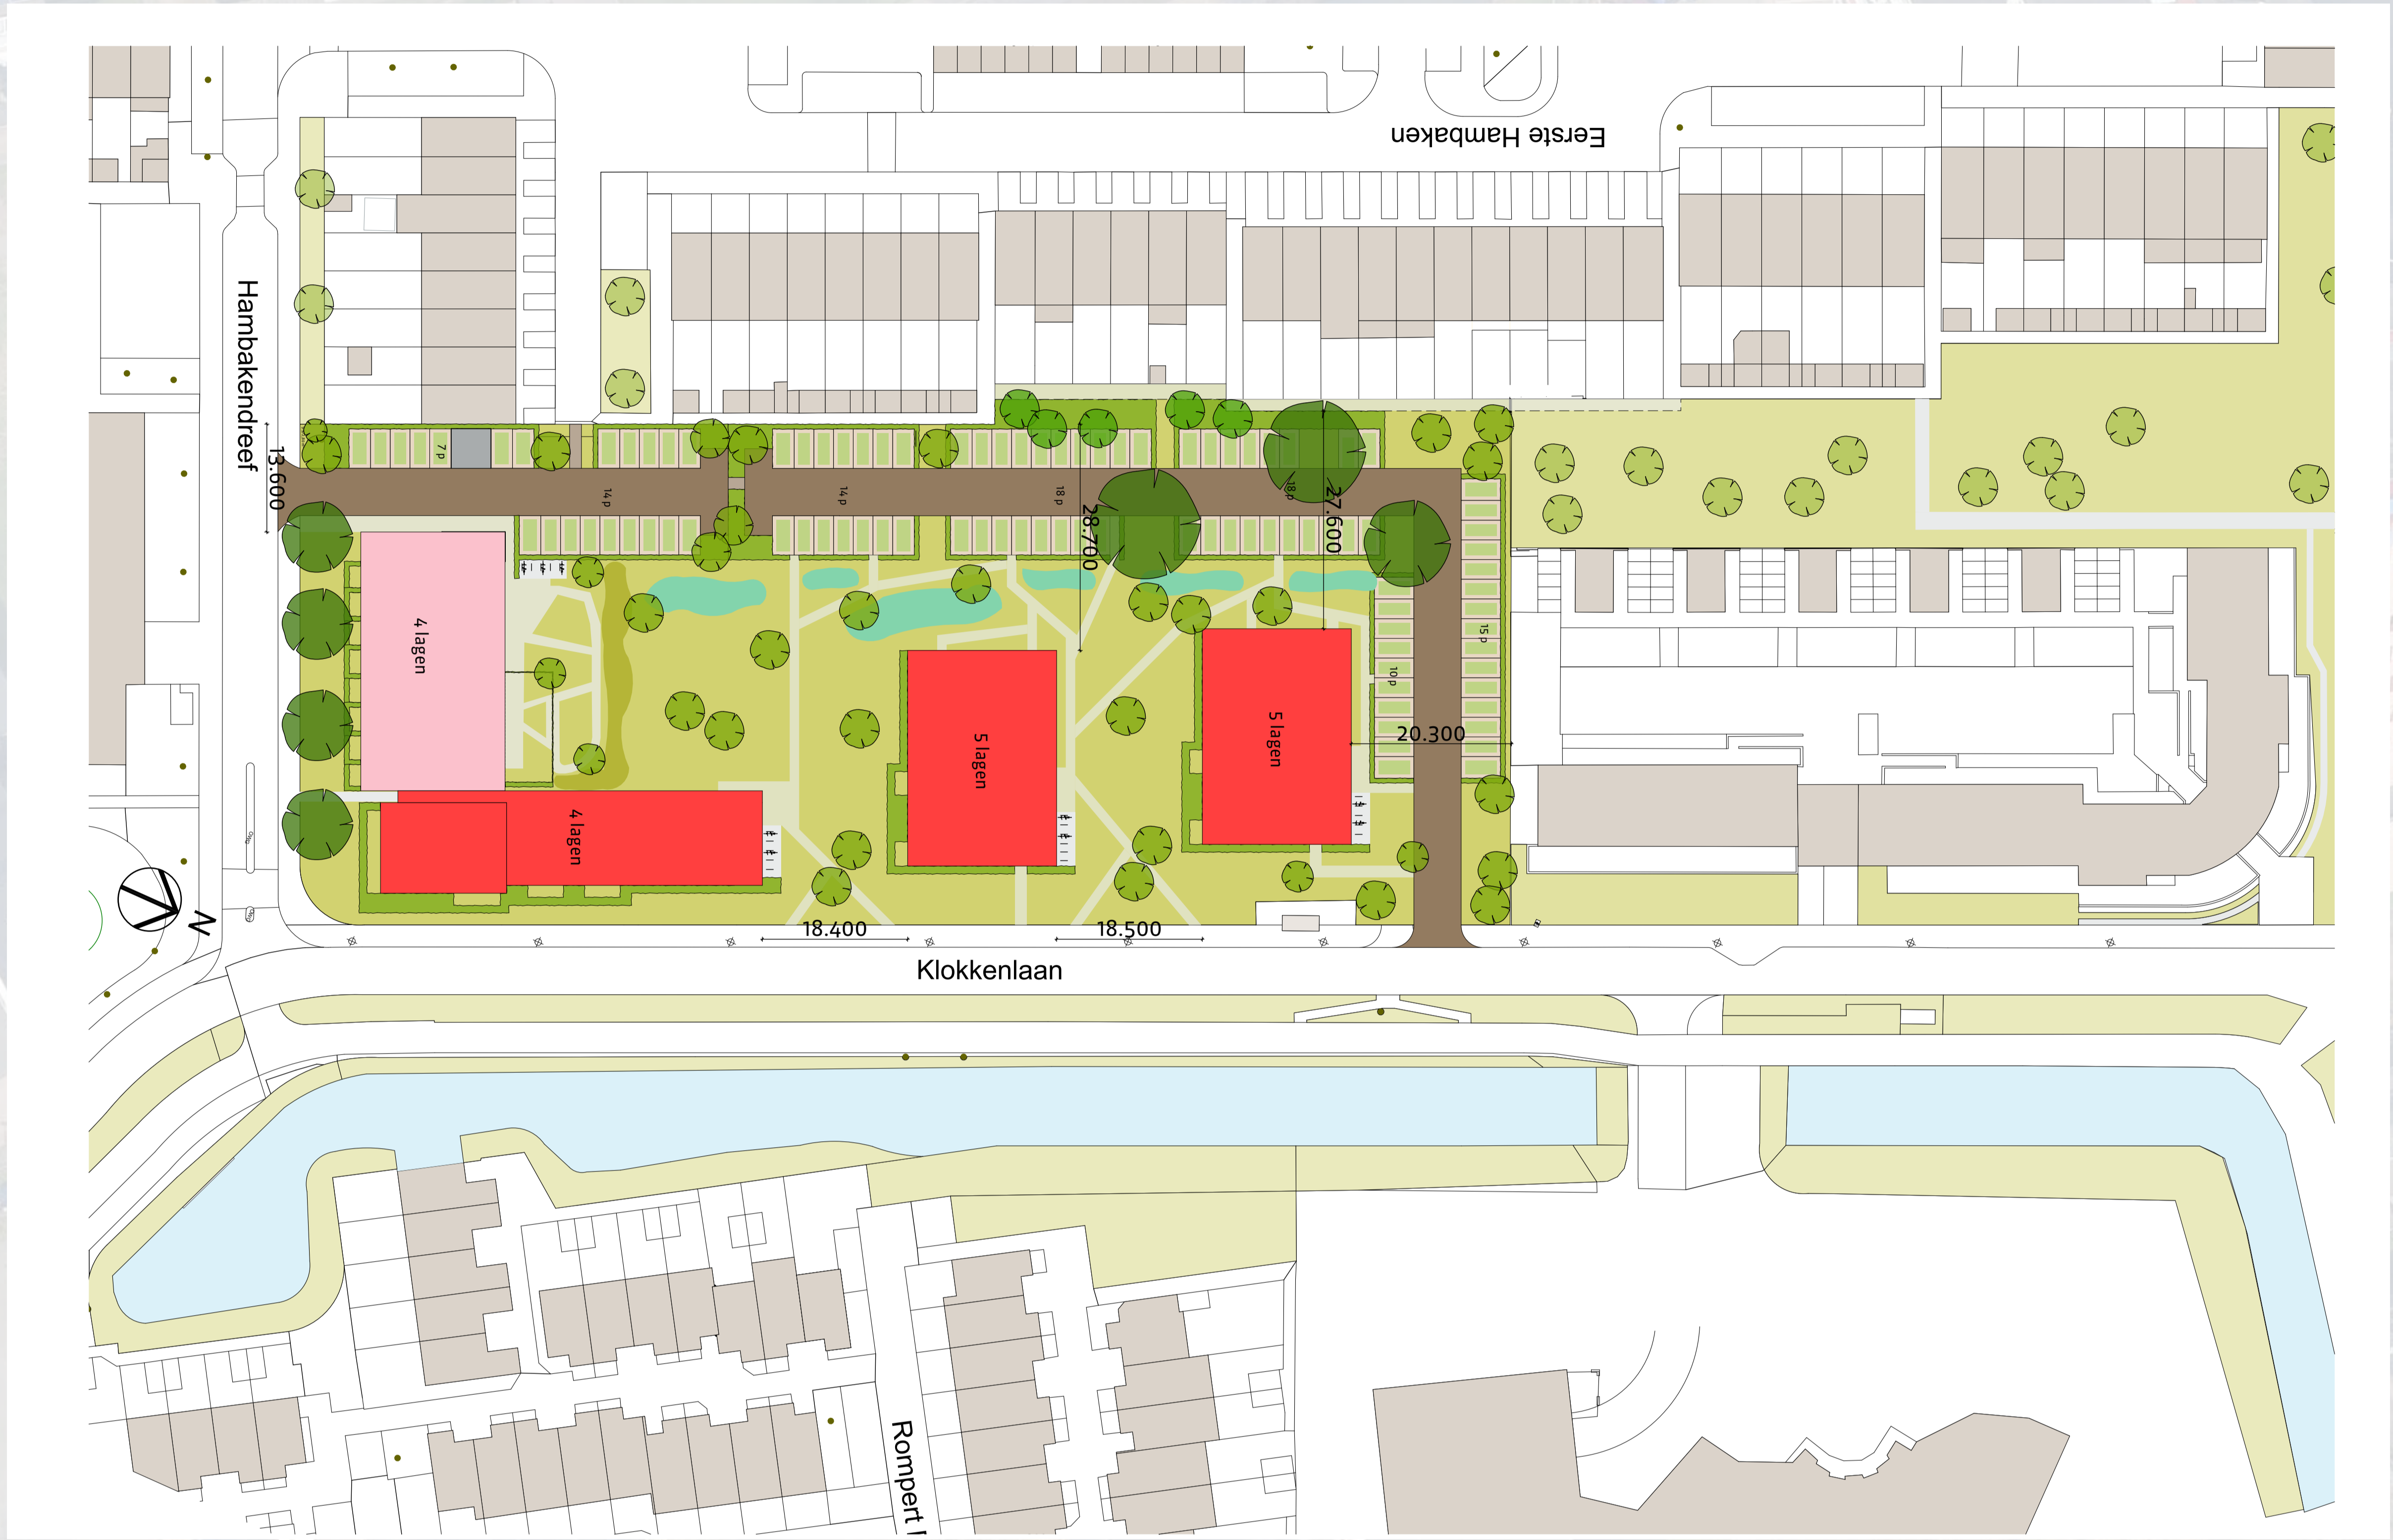 Eerste Hambaken
Hambakendreef
13.600
7 p
14 p
14 p
18 p
18 p
28.700
27.600
4 lagen
15 p
10 p
5 lagen
5 lagen
20.300
4 lagen
N
18.400
18.500
Klokkenlaan
Rompert